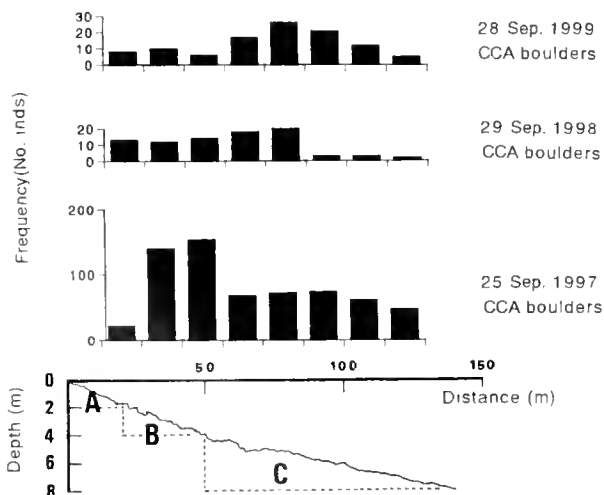 30
20
10
0
28 Sep. 1999
CCA boulders
20
10
0
29 Sep. 1998
CCA boulders
Frequency(No. inds)
200
100
0
25 Sep. 1997
CCA boulders
50
100
150
Distance (m)
0
2
4
6
8
Depth (m)
A
B
C